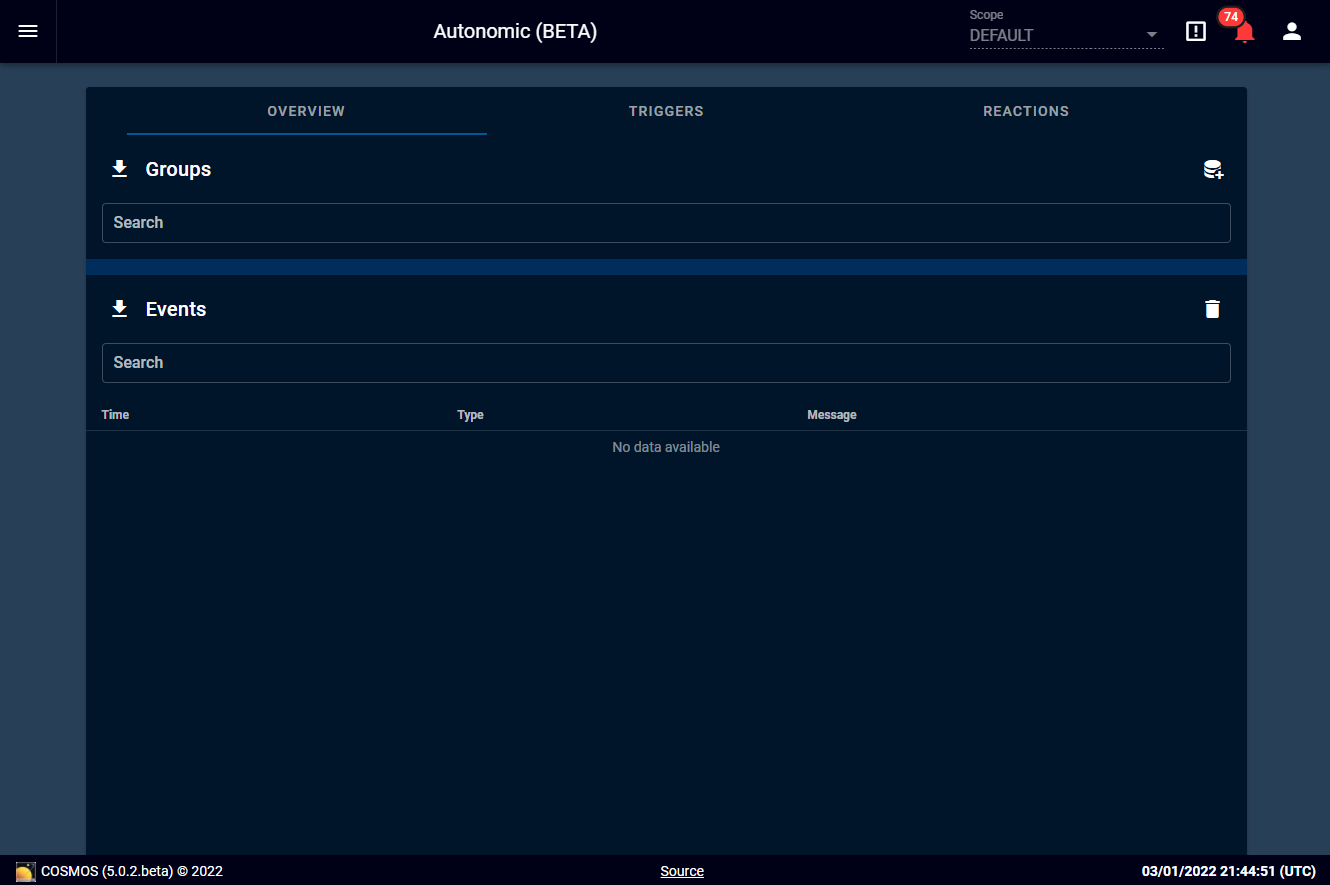 Autonomic (BETA)
Scope
DEFAULT
74
OVERVIEW TRIGGERS REACTIONS
Groups
Search
Events
Search
Time Type Message
No data available
COSMOS (5.0.2.beta) © 2022 Source 03/01/2022 21:44:51 (UTC)